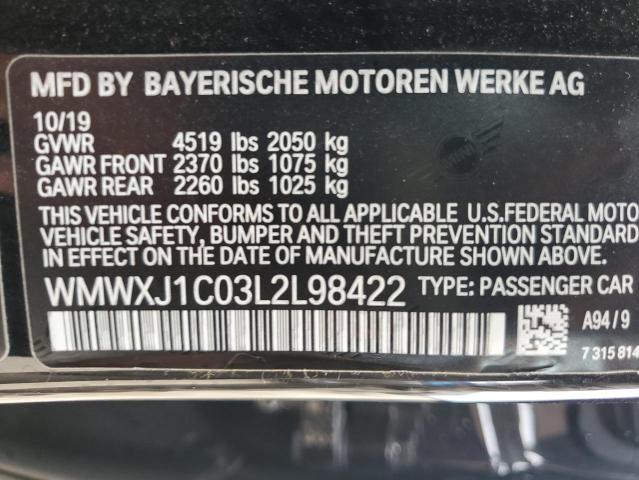 MFD BY BAYERISCHE MOTOREN WERKE AG
10/19
GVWR 4519 lbs 2050 kg
GAWR FRONT 2370 lbs 1075 kg
GAWR REAR 2260 lbs 1025 kg
THIS VEHICLE CONFORMS TO ALL APPLICABLE U.S.FEDERAL MOTO
VEHICLE SAFETY, BUMPER AND THEFT PREVENTION STANDARD
IN EFFECT ON THE DATE OF MANUFACTURE SHOWN ABOVE.
WMWXJ1C03L2L98422 TYPE: PASSENGER CAR
A94/9
7 315 814